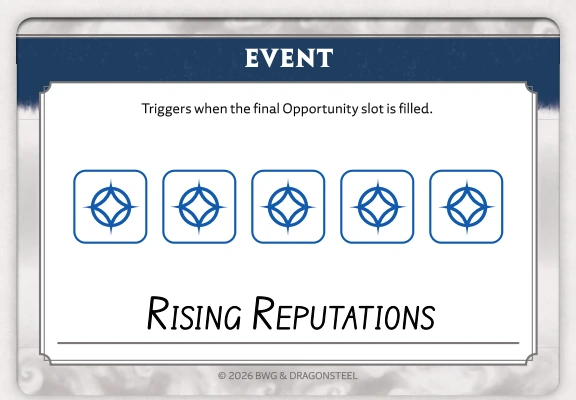 EVENT
Triggers when the final Opportunity slot is filled.
Rising Reputations
© 2026 BWG & DRAGONSTEEL